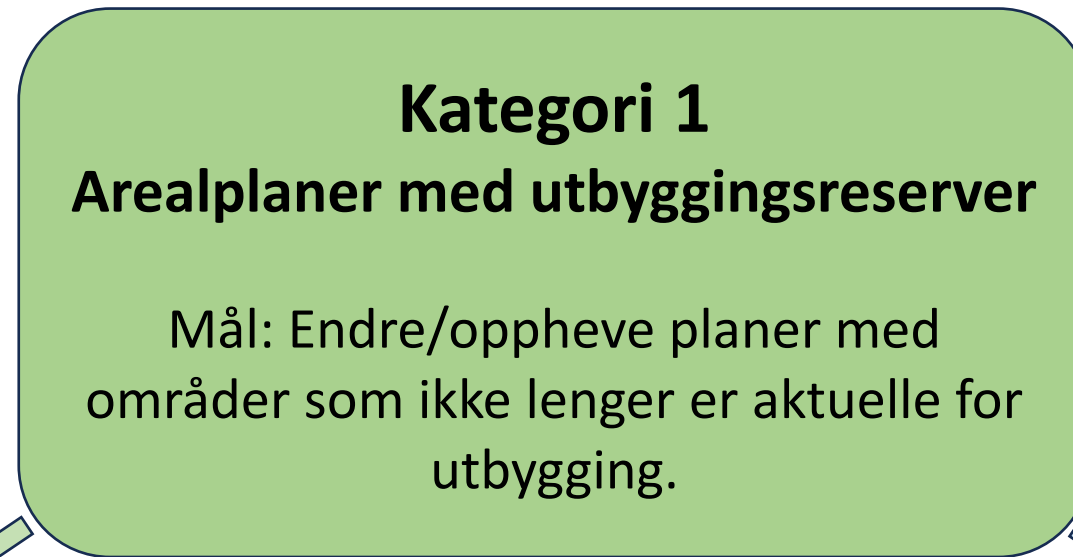 Kategori 1
Arealplaner med utbyggingsreserver
Mål: Endre/oppheve planer med
områder som ikke lenger er aktuelle for
utbygging.